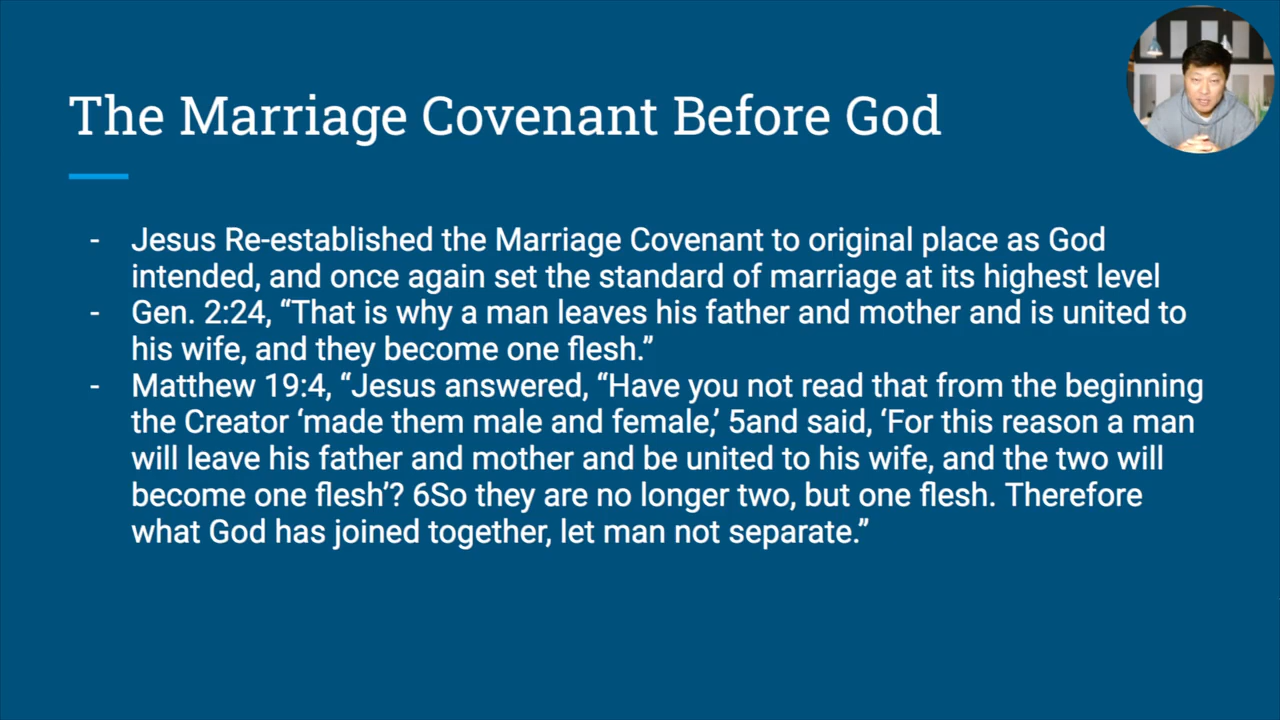 The Marriage Covenant Before God
- Jesus Re-established the Marriage Covenant to original place as God
intended, and once again set the standard of marriage at its highest level
- Gen. 2:24, “That is why a man leaves his father and mother and is united to
his wife, and they become one flesh.”
- Matthew 19:4, “Jesus answered, “Have you not read that from the beginning
the Creator ‘made them male and female,’ 5and said, ‘For this reason a man
will leave his father and mother and be united to his wife, and the two will
become one flesh’? 6So they are no longer two, but one flesh. Therefore
what God has joined together, let man not separate.”